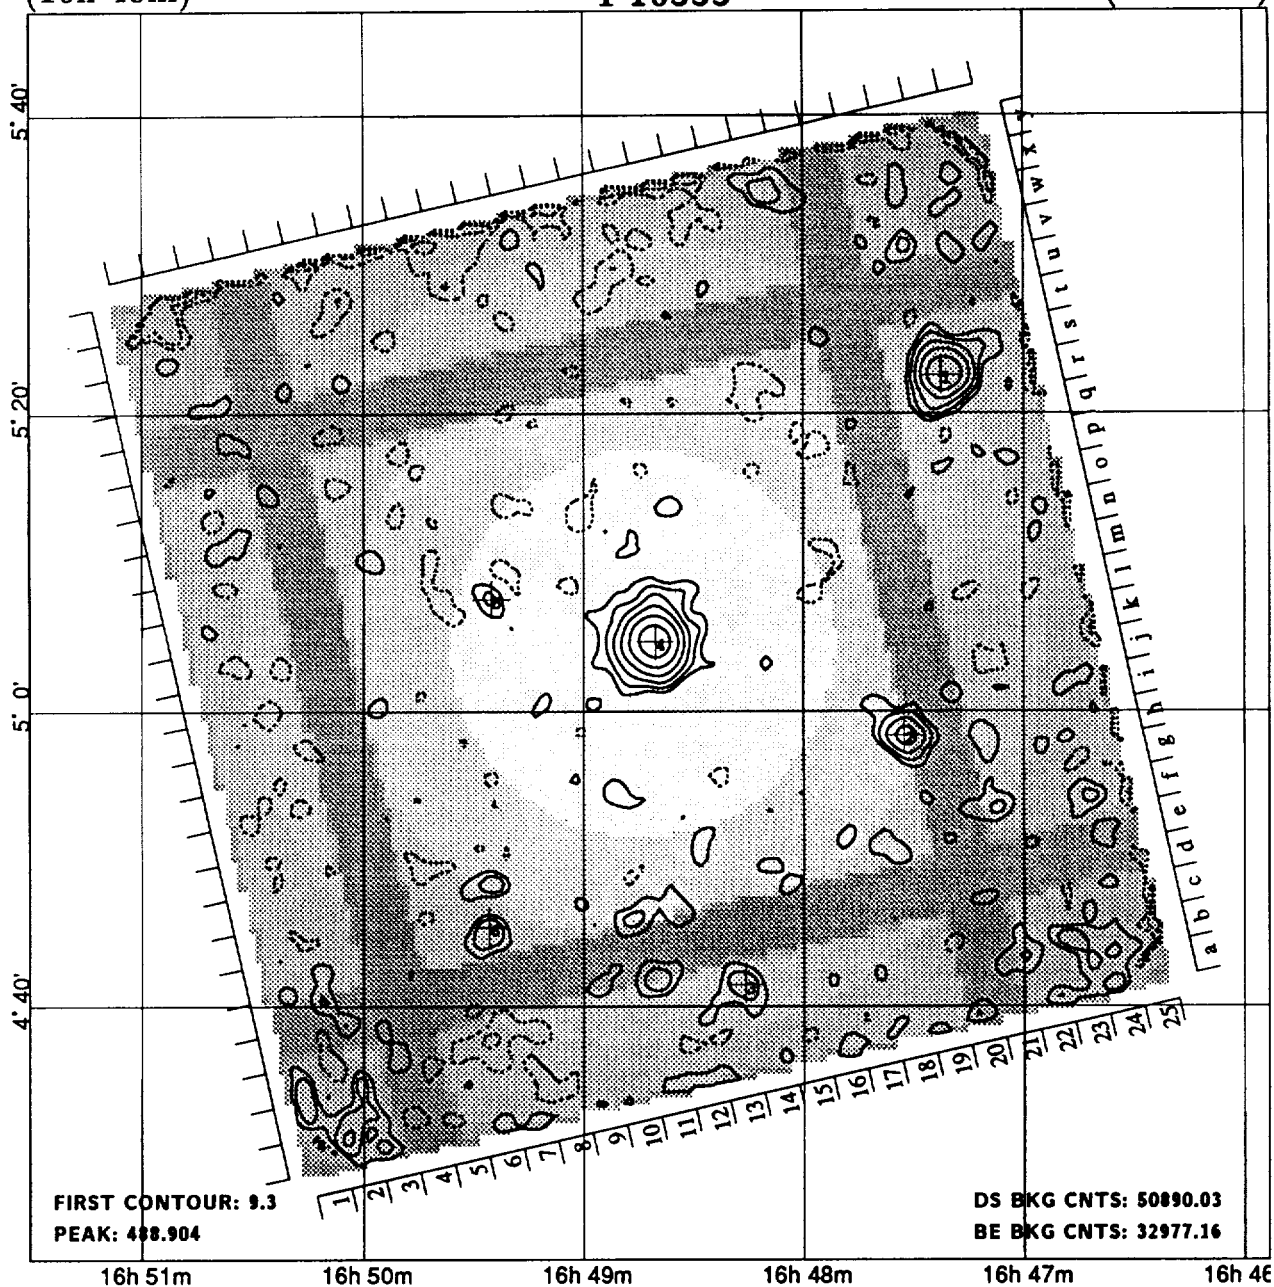 5° 40'
5° 20'
5° 0'
4° 40'
a b c d e f g h i j k l m n o p q r s t u v w x y
1 2 3 4 5 6 7 8 9 10 11 12 13 14 15 16 17 18 19 20 21 22 23 24 25
FIRST CONTOUR: 9.3
PEAK: 488.904
DS BKG CNTS: 50890.03
BE BKG CNTS: 32977.16
16h 51m 16h 50m 16h 49m 16h 48m 16h 47m 16h 46